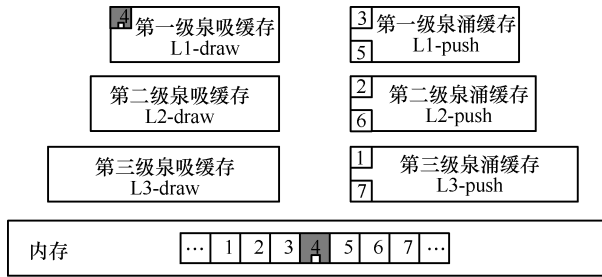 4 第一级泉吸缓存
L1-draw
3 第一级泉涌缓存
5 L1-push
第二级泉吸缓存
L2-draw
2 第二级泉涌缓存
6 L2-push
第三级泉吸缓存
L3-draw
1 第三级泉涌缓存
7 L3-push
内存 … 1 2 3 4 5 6 7 …